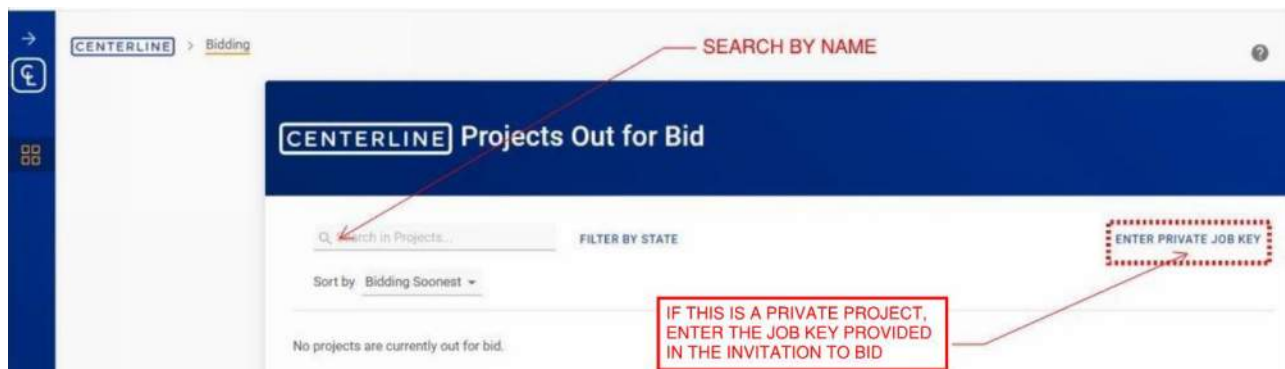 CENTERLINE > Bidding
SEARCH BY NAME
CENTERLINE Projects Out for Bid
Search in Projects...
FILTER BY STATE
ENTER PRIVATE JOB KEY
Sort by Bidding Soonest
IF THIS IS A PRIVATE PROJECT,
ENTER THE JOB KEY PROVIDED
IN THE INVITATION TO BID
No projects are currently out for bid.